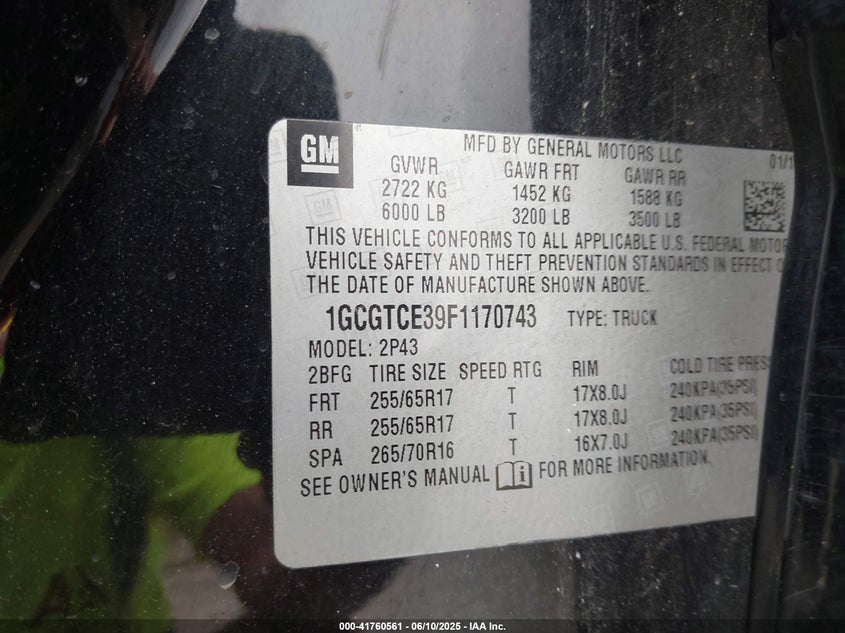 GM
MFD BY GENERAL MOTORS LLC
01/1
GVWR GAWR FRT GAWR RR
2722 KG 1452 KG 1588 KG
6000 LB 3200 LB 3500 LB
THIS VEHICLE CONFORMS TO ALL APPLICABLE U.S. FEDERAL MOTOR
VEHICLE SAFETY AND THEFT PREVENTION STANDARDS IN EFFECT O
THE DATE OF MANUFACTURE SHOWN ABOVE.
1GCGTCE39F1170743 TYPE: TRUCK
MODEL: 2P43
2BFG TIRE SIZE SPEED RTG RIM COLD TIRE PRES
FRT 255/65R17 T 17X8.0J 240KPA(35PSI)
RR 255/65R17 T 17X8.0J 240KPA(35PSI)
SPA 265/70R16 T 16X7.0J 240KPA(35PSI)
SEE OWNER'S MANUAL FOR MORE INFORMATION.
000-41760561 - 06/10/2025 - IAA Inc.